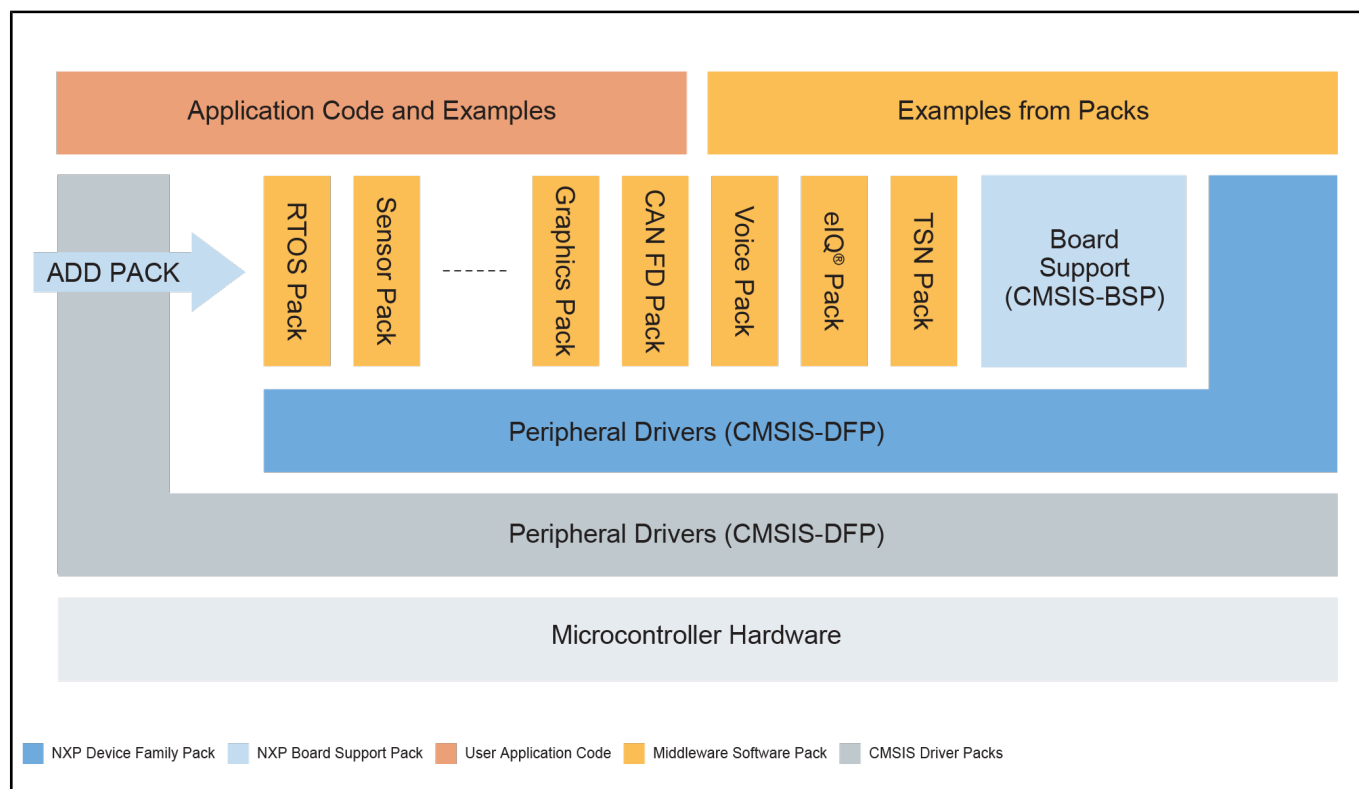 Application Code and Examples
Examples from Packs
ADD PACK
RTOS Pack
Sensor Pack
Graphics Pack
CAN FD Pack
Voice Pack
eIQ® Pack
TSN Pack
Board
Support
(CMSIS-BSP)
Peripheral Drivers (CMSIS-DFP)
Peripheral Drivers (CMSIS-DFP)
Microcontroller Hardware
NXP Device Family Pack
NXP Board Support Pack
User Application Code
Middleware Software Pack
CMSIS Driver Packs